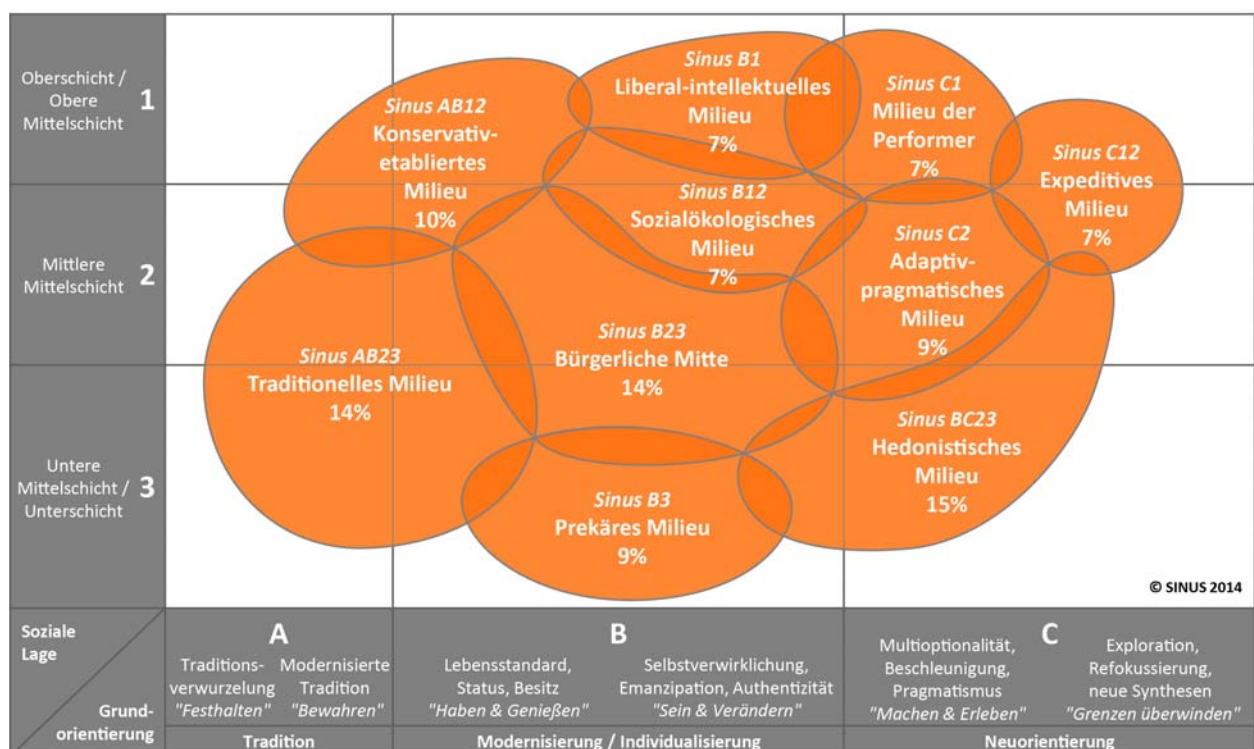 Oberschicht /
Obere
Mittelschicht
1
Mittlere
Mittelschicht
2
Untere
Mittelschicht /
Unterschicht
3
Sinus AB12
Konservativ-
etabliertes
Milieu
10%
Sinus B1
Liberal-intellektuelles
Milieu
7%
Sinus C1
Milieu der
Performer
7%
Sinus C12
Expeditives
Milieu
7%
Sinus B12
Sozialökologisches
Milieu
7%
Sinus C2
Adaptiv-
pragmatisches
Milieu
9%
Sinus AB23
Traditionelles Milieu
14%
Sinus B23
Bürgerliche Mitte
14%
Sinus BC23
Hedonistisches
Milieu
15%
Sinus B3
Prekäres Milieu
9%
© SINUS 2014
Soziale
Lage
Grund-
orientierung
A
Traditions-
verwurzelung
"Festhalten"
Modernisierte
Tradition
"Bewahren"
Tradition
B
Lebensstandard,
Status, Besitz
"Haben & Genießen"
Selbstverwirklichung,
Emanzipation, Authentizität
"Sein & Verändern"
Modernisierung / Individualisierung
C
Multioptionalität,
Beschleunigung,
Pragmatismus
"Machen & Erleben"
Exploration,
Refokussierung,
neue Synthesen
"Grenzen überwinden"
Neuorientierung